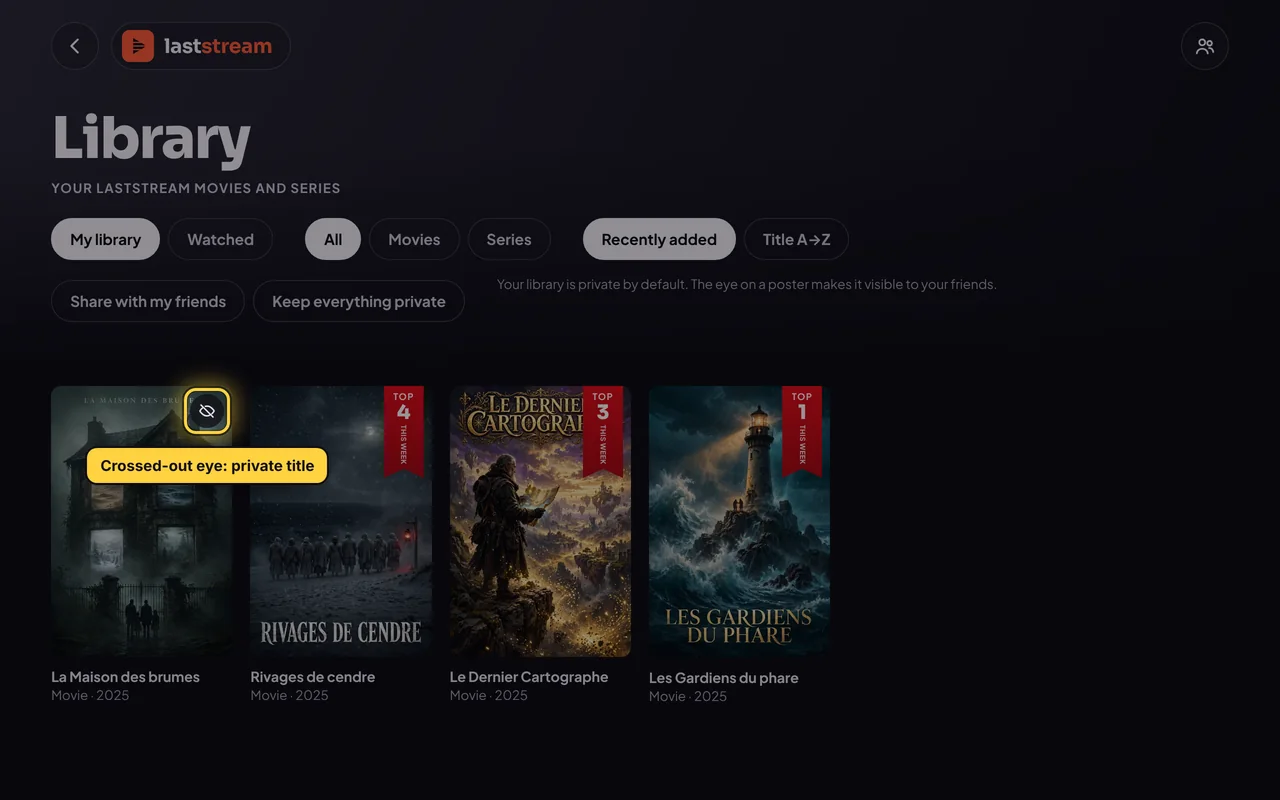 laststream
Library
YOUR LASTSTREAM MOVIES AND SERIES
My library
Watched
All
Movies
Series
Recently added
Title A→Z
Share with my friends
Keep everything private
Your library is private by default. The eye on a poster makes it visible to your friends.
LA MAISON DES
Crossed-out eye: private title
TOP
4
THIS WEEK
RIVAGES DE CENDRE
LE DERNIER
TOP
3
THIS WEEK
TOP
1
THIS WEEK
LES GARDIENS
DU PHARE
La Maison des brumes
Movie · 2025
Rivages de cendre
Movie · 2025
Le Dernier Cartographe
Movie · 2025
Les Gardiens du phare
Movie · 2025